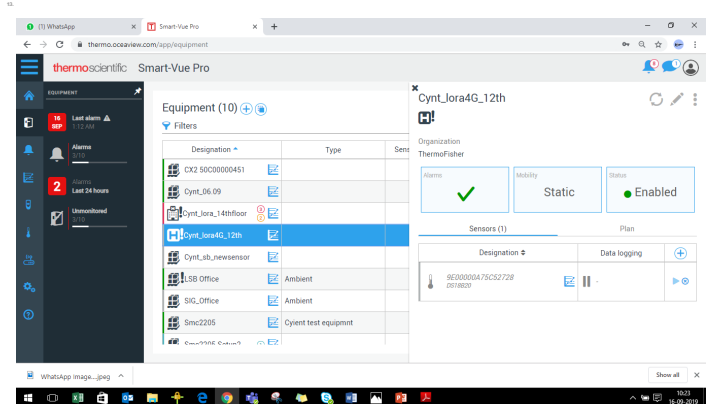 13.
(1) WhatsApp
Smart-Vue Pro
thermo.oceaview.com/app/equipment
thermoscientific Smart-Vue Pro
EQUIPMENT
16 SEP Last alarm
1:12 AM
Alarms
3/10
2 Alarms
Last 24 hours
Unmonitored
3/10
Equipment (10)
Filters
Designation Type Sens
CX2 50C00000451
Cynt_06.09
Cynt_lora_14thfloor
Cynt_lora4G_12th
Cynt_sb_newsensor
LSB Office Ambient
SIG_Office Ambient
Smc2205 Cyient test equipmnt
Smc2205 Setup2
Cynt_lora4G_12th
Organization
ThermoFisher
Alarms
Mobility
Static
Status
Enabled
Sensors (1) Plan
Designation Data logging
9E00000A75C52728 -
DS18B20
WhatsApp Image....jpeg
Show all
10:23
16-09-2019